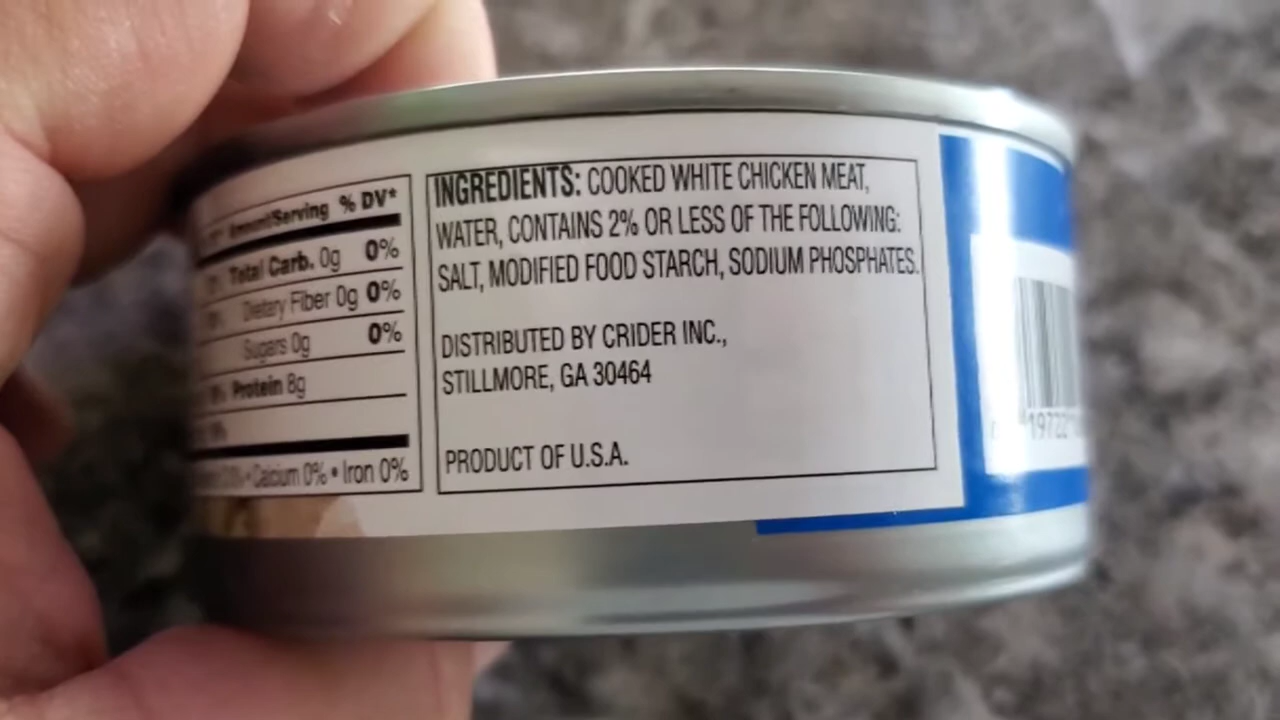 Amount/Serving % DV*
Total Carb. 0g 0%
Dietary Fiber 0g 0%
Sugars 0g 0%
Protein 8g
Calcium 0% • Iron 0%
INGREDIENTS: COOKED WHITE CHICKEN MEAT,
WATER, CONTAINS 2% OR LESS OF THE FOLLOWING:
SALT, MODIFIED FOOD STARCH, SODIUM PHOSPHATES.
DISTRIBUTED BY CRIDER INC.,
STILLMORE, GA 30464
PRODUCT OF U.S.A.